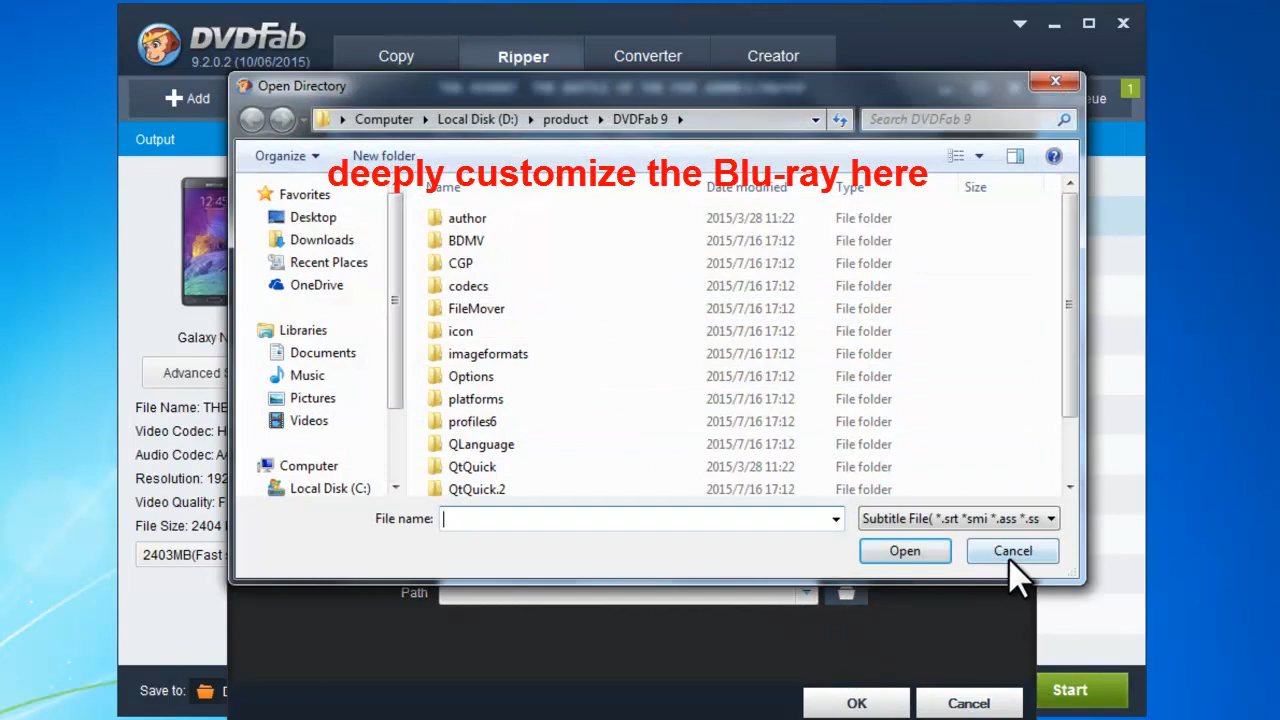 DVDFab
9.2.0.2 (10/06/2015)
Copy Ripper Converter Creator
Open Directory
Add
1
Computer Local Disk (D:) product DVDFab 9
Search DVDFab 9
Output
Organize New folder
deeply customize the Blu-ray here
Name Date modified Type Size
Favorites
Desktop
Downloads
Recent Places
OneDrive
Libraries
Documents
Music
Pictures
Videos
Computer
Local Disk (C:)
author 2015/3/28 11:22 File folder
BDMV 2015/7/16 17:12 File folder
CGP 2015/7/16 17:12 File folder
codecs 2015/7/16 17:12 File folder
FileMover 2015/7/16 17:12 File folder
icon 2015/7/16 17:12 File folder
imageformats 2015/7/16 17:12 File folder
Options 2015/7/16 17:12 File folder
platforms 2015/7/16 17:12 File folder
profiles6 2015/7/16 17:12 File folder
QLanguage 2015/7/16 17:12 File folder
QtQuick 2015/3/28 11:22 File folder
QtQuick.2 2015/7/16 17:12 File folder
12:45
Galaxy N
Advanced S
File Name: THE
Video Codec: H
Audio Codec: A
Resolution: 192
Video Quality: F
File Size: 2404
2403MB(Fast s
File name:
Subtitle File( *.srt *smi *.ass *.ss
Open Cancel
Path
Save to:
OK Cancel
Start